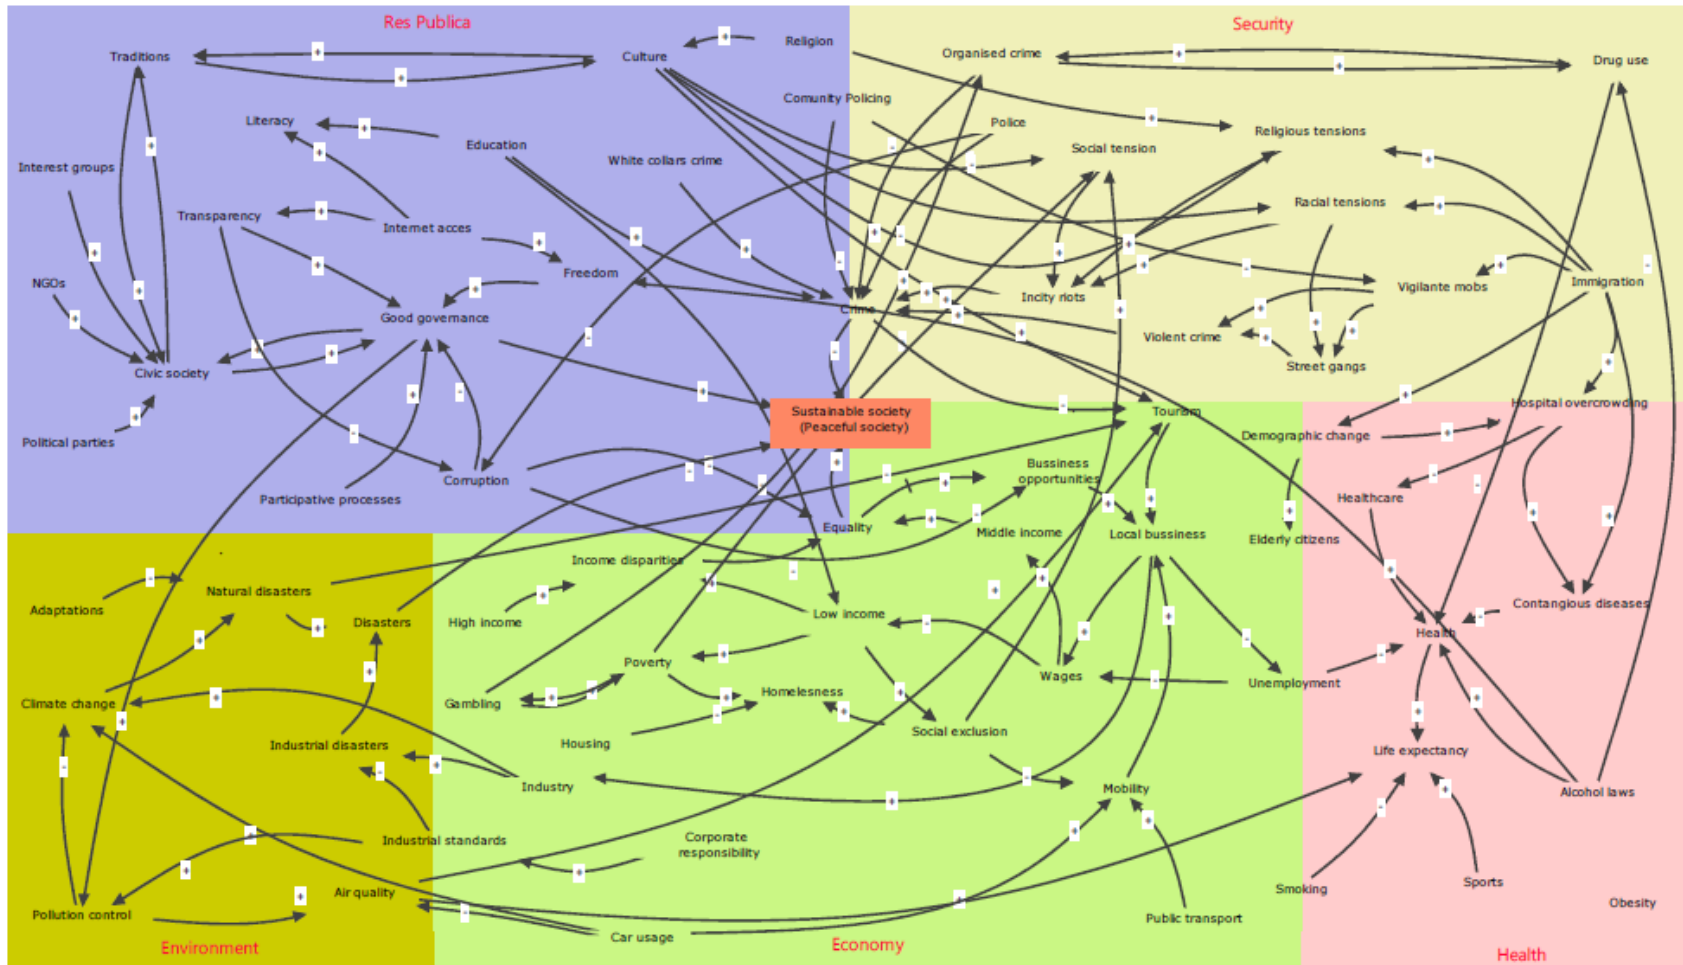 Res Publica
Security
Traditions
Culture
Religion
Organised crime
Drug use
Comunity Policing
Literacy
Education
Police
Religious tensions
White collars crime
Social tension
Interest groups
Transparency
Internet acces
Racial tensions
NGOs
Freedom
Incity riots
Vigilante mobs
Immigration
Good governance
Crime
Violent crime
Street gangs
Civic society
Sustainable society
(Peaceful society)
Tourism
Hospital overcrowding
Political parties
Demographic change
Corruption
Participative processes
Bussiness
opportunities
Healthcare
Equality
Middle income
Local bussiness
Elderly citizens
Income disparities
Adaptations
Natural disasters
Disasters
High income
Low income
Contangious diseases
Health
Poverty
Wages
Unemployment
Climate change
Gambling
Homelesness
Industrial disasters
Housing
Social exclusion
Life expectancy
Industry
Mobility
Alcohol laws
Industrial standards
Corporate
responsibility
Air quality
Smoking
Sports
Pollution control
Public transport
Obesity
Car usage
Environment
Economy
Health